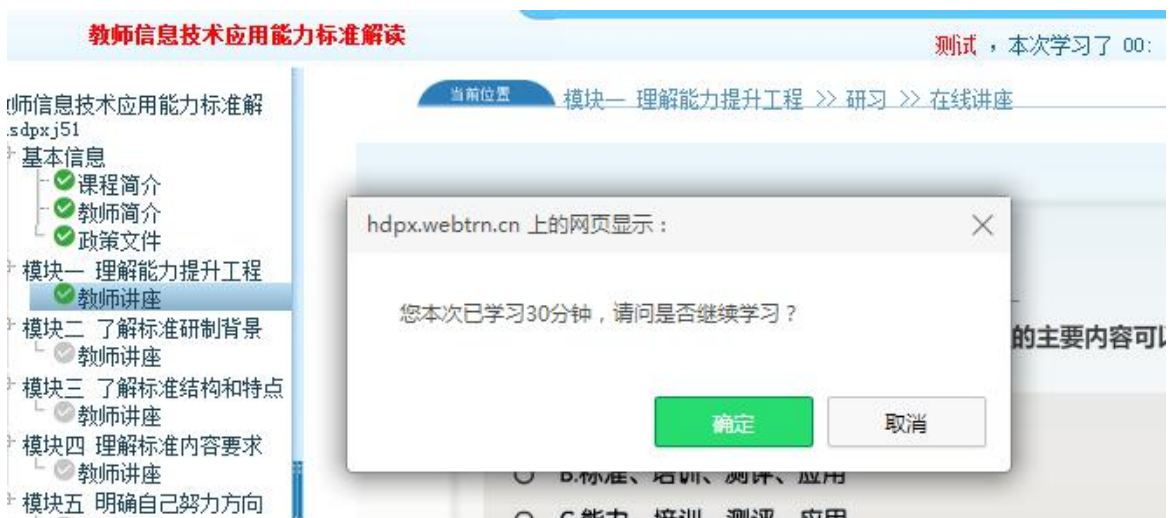 教师信息技术应用能力标准解读
测试，本次学习了 00:
当前位置 模块一 理解能力提升工程 >> 研习 >> 在线讲座
师信息技术应用能力标准解
sdpxj51
基本信息
课程简介
教师简介
政策文件
模块一 理解能力提升工程
教师讲座
模块二 了解标准研制背景
教师讲座
模块三 了解标准结构和特点
教师讲座
模块四 理解标准内容要求
教师讲座
模块五 明确自己努力方向
hdpx.webtrn.cn 上的网页显示：
您本次已学习30分钟，请问是否继续学习？
确定 取消
的主要内容可以
B.标准、培训、测评、应用
C.能力、培训、测评、应用